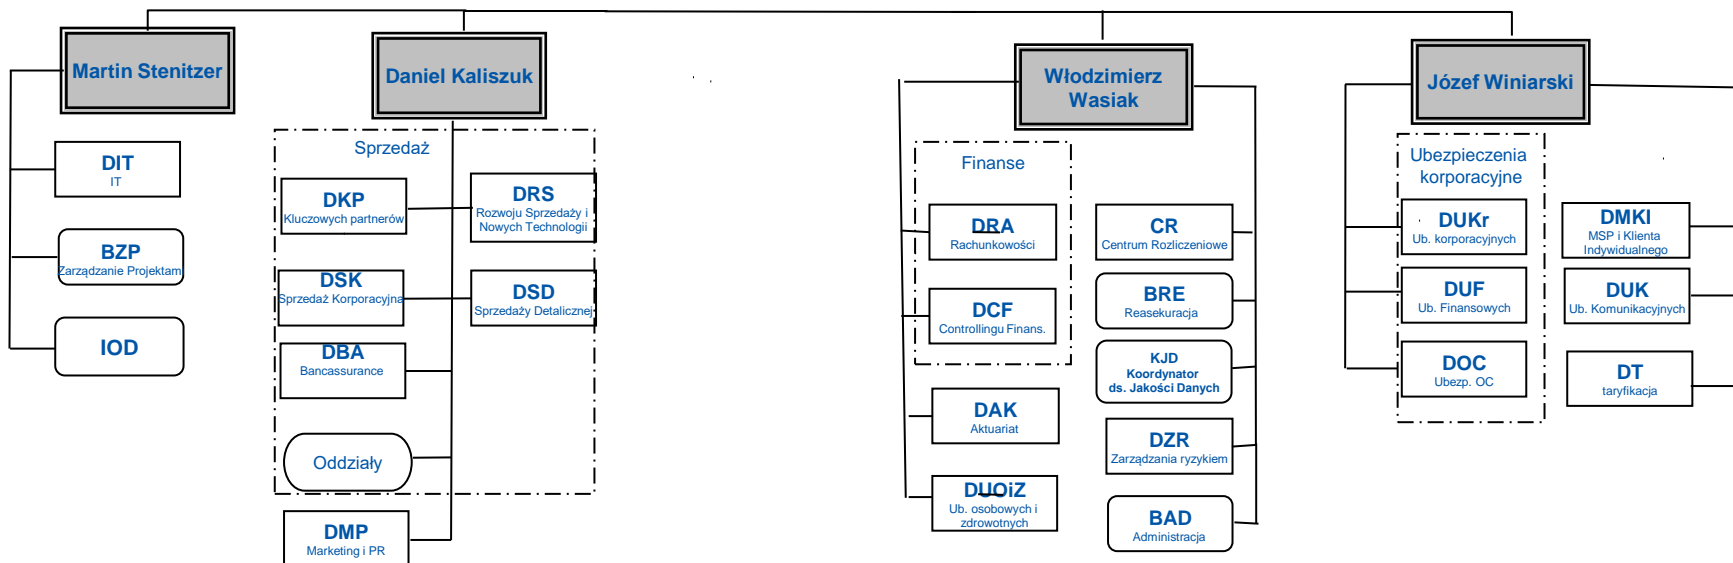 Martin Stenitzer
DIT
IT
BZP
Zarządzanie Projektam
IOD
Daniel Kaliszuk
Sprzedaż
DKP
Kluczowych partnerów
DRS
Rozwoju Sprzedaży i
Nowych Technologii
DSK
Sprzedaż Korporacyjna
DSD
Sprzedaży Detalicznej
DBA
Bancassurance
Oddziały
DMP
Marketing i PR
Włodzimierz
Wasiak
Finanse
DRA
Rachunkowości
DCF
Controllingu Finans.
DAK
Aktuariat
DUOiZ
Ub. osobowych i
zdrowotnych
CR
Centrum Rozliczeniowe
BRE
Reasekuracja
KJD
Koordynator
ds. Jakości Danych
DZR
Zarządzania ryzykiem
BAD
Administracja
Józef Winiarski
Ubezpieczenia
korporacyjne
DUKr
Ub. korporacyjnych
DUF
Ub. Finansowych
DOC
Ubezp. OC
DMKI
MSP i Klienta
Indywidualnego
DUK
Ub. Komunikacyjnych
DT
taryfikacja